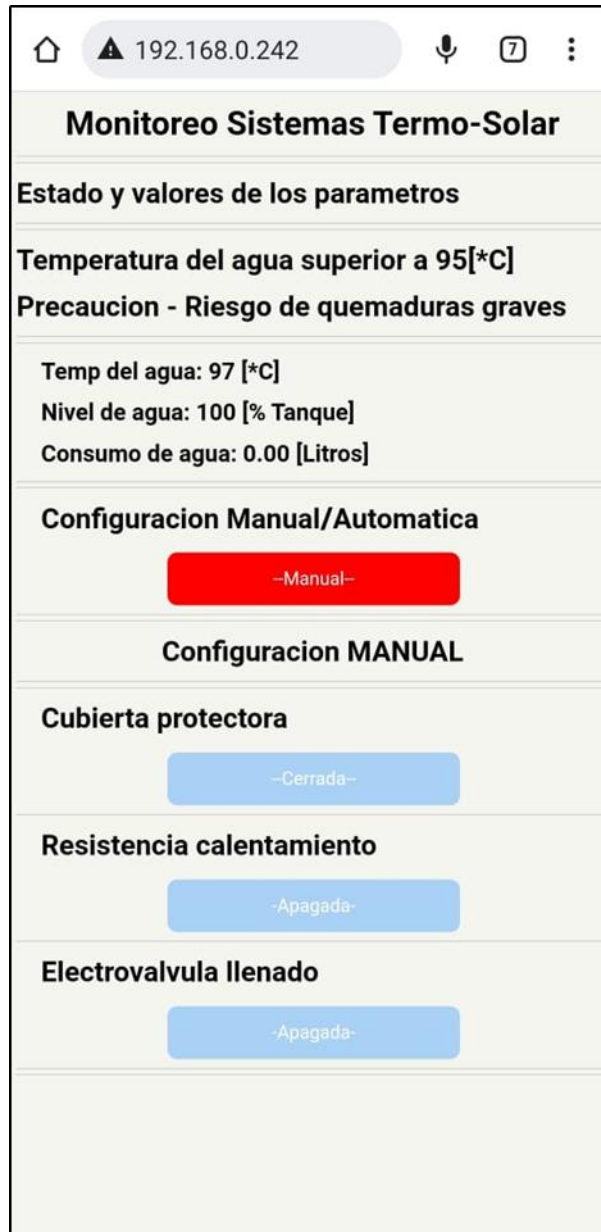 192.168.0.242
7
Monitoreo Sistemas Termo-Solar
Estado y valores de los parametros
Temperatura del agua superior a 95[*C]
Precaucion - Riesgo de quemaduras graves
Temp del agua: 97 [*C]
Nivel de agua: 100 [% Tanque]
Consumo de agua: 0.00 [Litros]
Configuracion Manual/Automatica
--Manual--
Configuracion MANUAL
Cubierta protectora
--Cerrada--
Resistencia calentamiento
-Apagada-
Electrovalvula llenado
-Apagada-